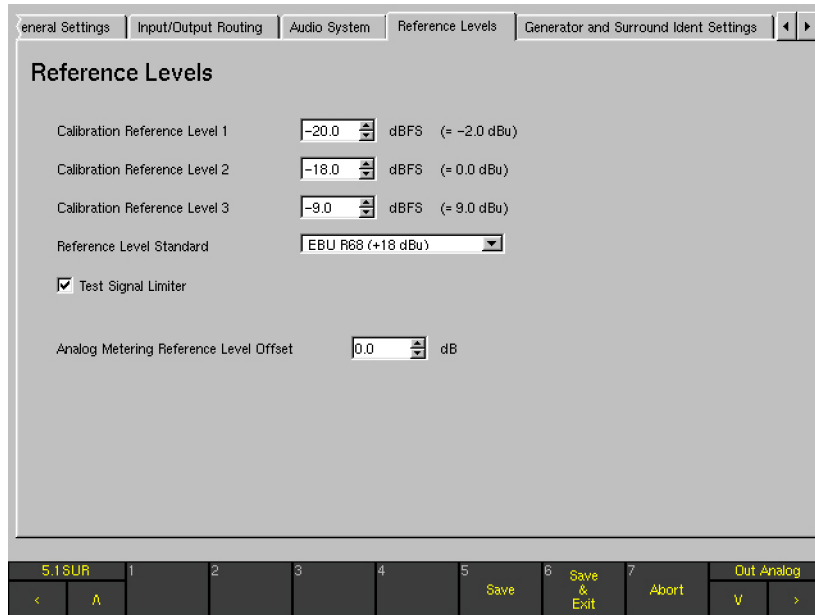 eneral Settings Input/Output Routing Audio System Reference Levels Generator and Surround Ident Settings
Reference Levels
Calibration Reference Level 1 -20.0 dBFS (= -2.0 dBu)
Calibration Reference Level 2 -18.0 dBFS (= 0.0 dBu)
Calibration Reference Level 3 -9.0 dBFS (= 9.0 dBu)
Reference Level Standard EBU R68 (+18 dBu)
Test Signal Limiter
Analog Metering Reference Level Offset 0.0 dB
5.1SUR 1 2 3 4 5 Save 6 Save & Exit 7 Abort Out Analog
< Λ V >